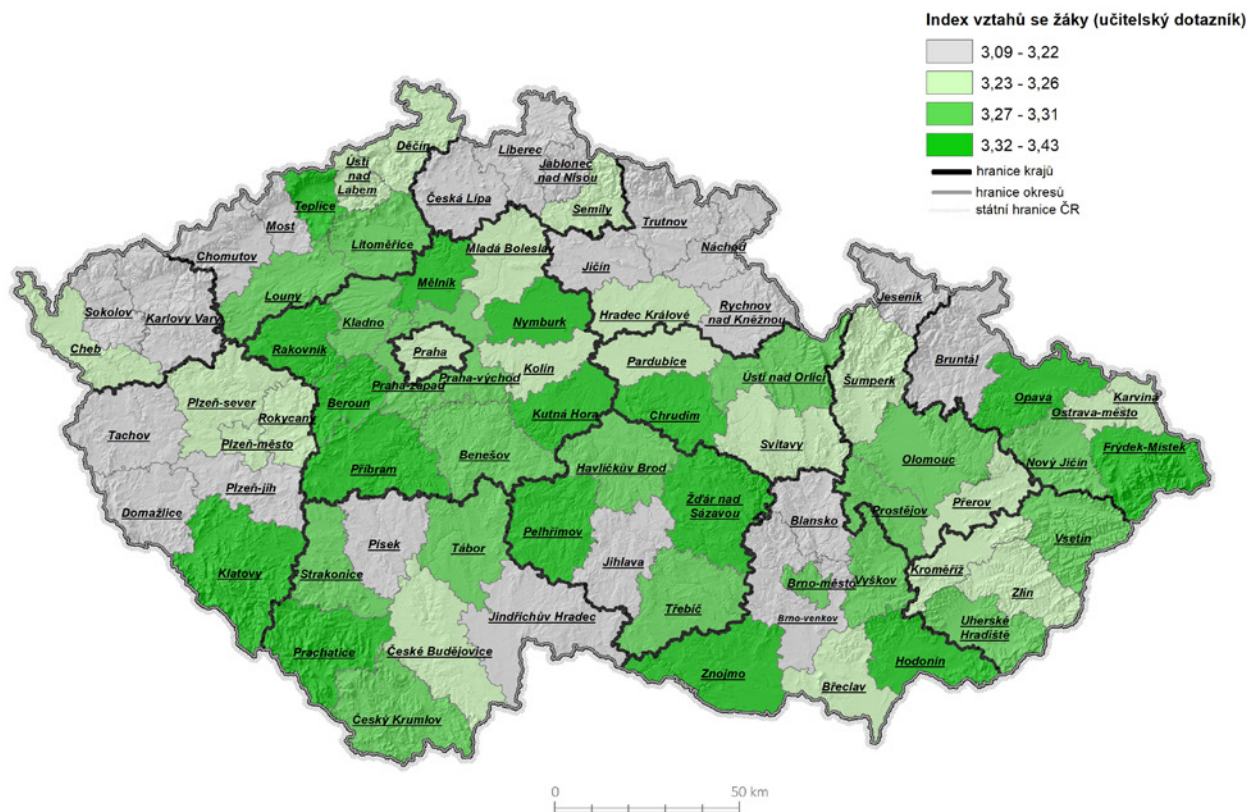 Index vztahů se žáky (učitelský dotazník)
3,09 - 3,22
3,23 - 3,26
3,27 - 3,31
3,32 - 3,43
hranice krajů
hranice okresů
státní hranice ČR
Děčín
Ústí
nad
Labem
Liberec
Jablonec
nad Nisou
Česká Lípa
Teplice
Semily
Trutnov
Most
Litoměřice
Mladá Boleslav
Náchod
Chomutov
Jičín
Mělník
Louny
Jeseník
Sokolov
Karlovy Vary
Rychnov
nad Kněžnou
Hradec Králové
Kladno
Nymburk
Cheb
Rakovník
Praha
Bruntál
Pardubice
Kolín
Ústí nad Orlicí
Šumperk
Praha-západ
Praha-východ
Beroun
Opava
Karviná
Ostrava-město
Plzeň-sever
Rokycany
Kutná Hora
Chrudim
Tachov
Plzeň-město
Svitavy
Frýdek-Místek
Benešov
Olomouc
Nový Jičín
Příbram
Havlíčkův Brod
Plzeň-jih
Žďár nad
Sázavou
Přerov
Domažlice
Prostějov
Blansko
Pelhřimov
Vsetín
Písek
Tábor
Jihlava
Klatovy
Strakonice
Kroměříž
Brno-město
Vyškov
Zlín
Třebíč
Jindřichův Hradec
Brno-venkov
Uherské
Hradiště
Prachatice
České Budějovice
Hodonín
Znojmo
Břeclav
Český Krumlov
0 50 km